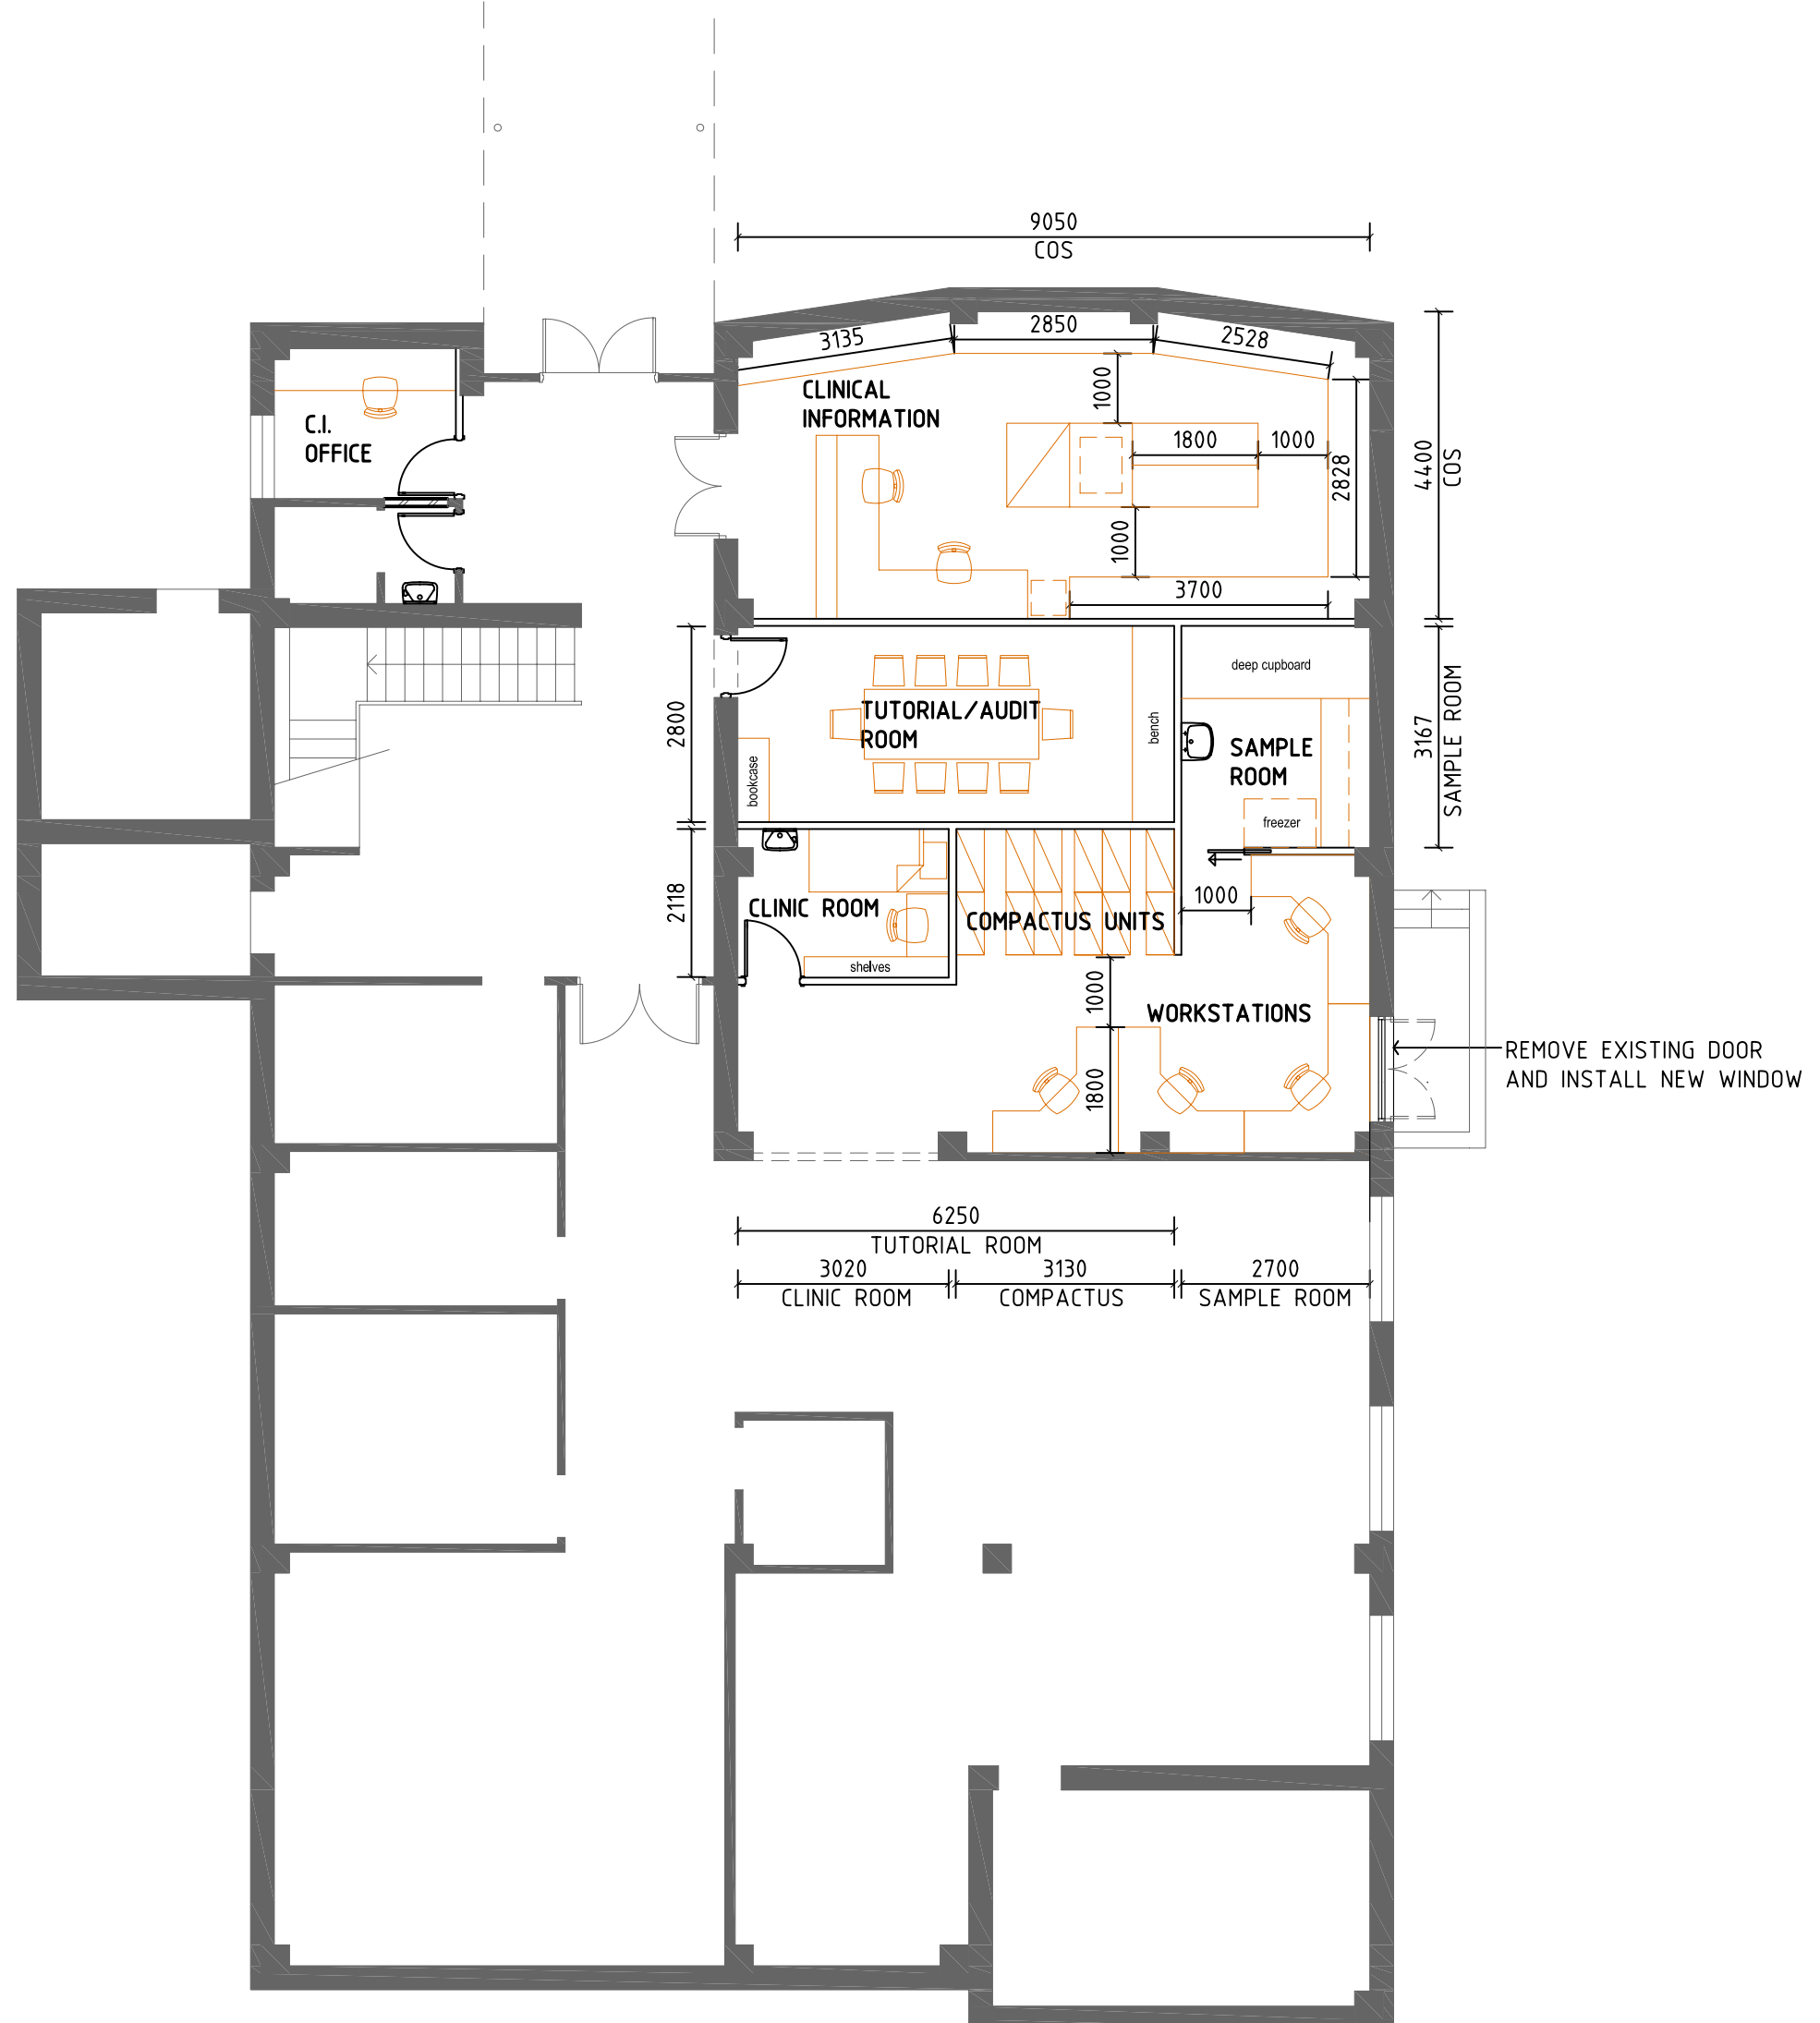 9050
COS
3135
2850
2528
CLINICAL
INFORMATION
1000
C.I.
OFFICE
1800
1000
2828
4400
COS
1000
3700
2800
TUTORIAL/AUDIT
ROOM
bookcase
bench
deep cupboard
SAMPLE
ROOM
freezer
3167
SAMPLE ROOM
2118
CLINIC ROOM
shelves
COMPACTUS UNITS
1000
1000
WORKSTATIONS
1800
REMOVE EXISTING DOOR
AND INSTALL NEW WINDOW
6250
TUTORIAL ROOM
3020
CLINIC ROOM
3130
COMPACTUS
2700
SAMPLE ROOM